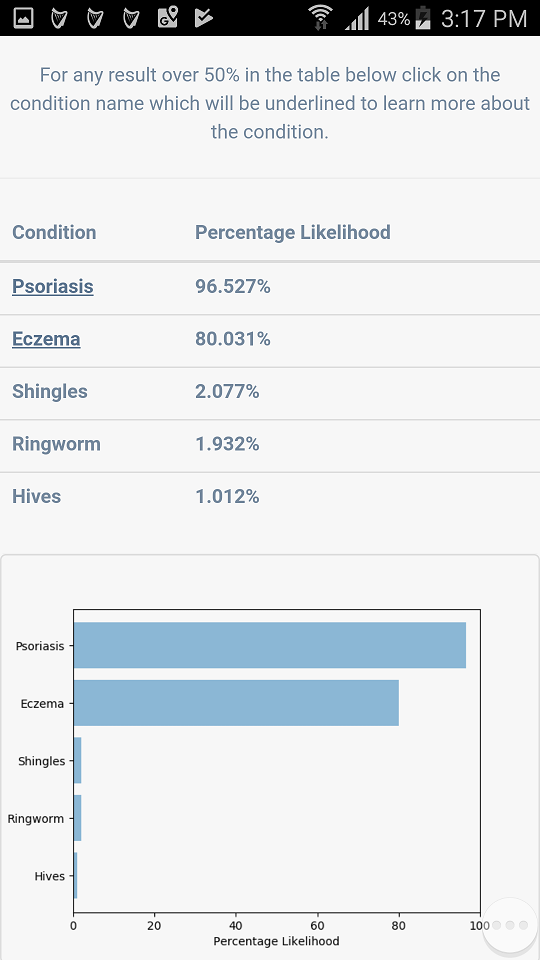 43% 3:17 PM
For any result over 50% in the table below click on the
condition name which will be underlined to learn more about
the condition.
Condition Percentage Likelihood
Psoriasis 96.527%
Eczema 80.031%
Shingles 2.077%
Ringworm 1.932%
Hives 1.012%
Psoriasis
Eczema
Shingles
Ringworm
Hives
0 20 40 60 80 100
Percentage Likelihood